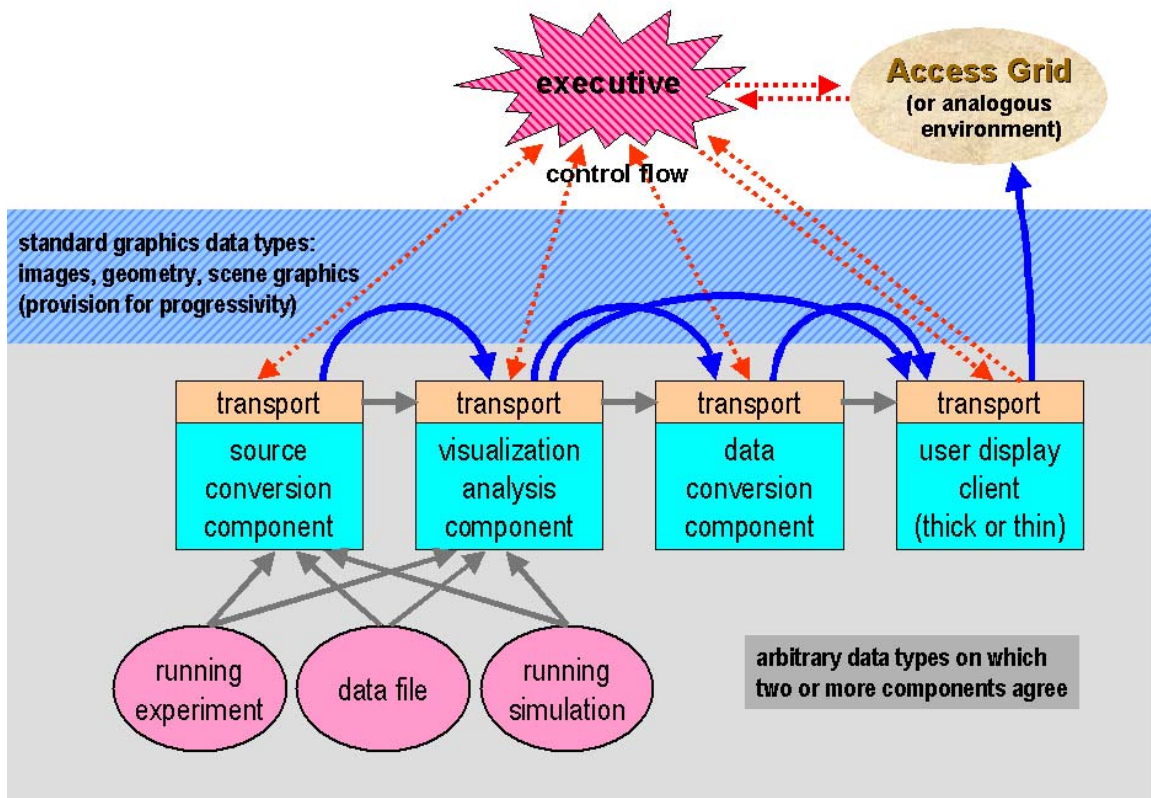 executive
Access Grid
(or analogous
environment)
control flow
standard graphics data types:
images, geometry, scene graphics
(provision for progressivity)
transport
source
conversion
component
transport
visualization
analysis
component
transport
data
conversion
component
transport
user display
client
(thick or thin)
running
experiment
data file
running
simulation
arbitrary data types on which
two or more components agree